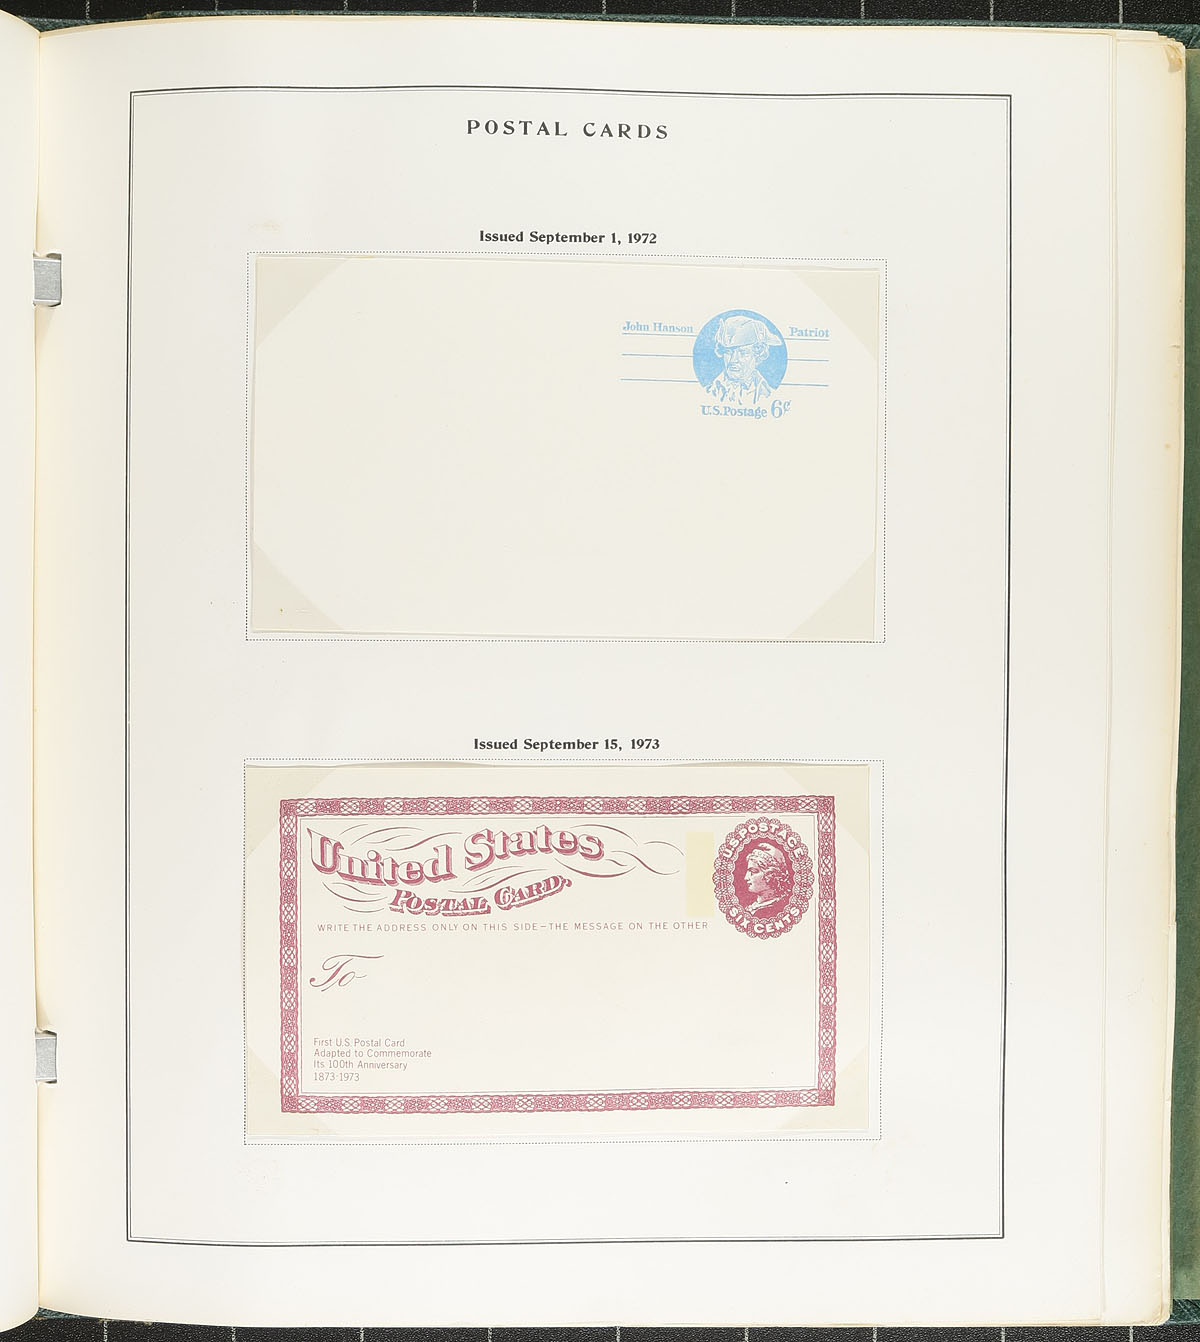 POSTAL CARDS
Issued September 1, 1972
John Hanson Patriot
U.S.Postage 6¢
Issued September 15, 1973
United States
POSTAL CARD.
U.S. POSTAGE
SIX CENTS
WRITE THE ADDRESS ONLY ON THIS SIDE—THE MESSAGE ON THE OTHER
To
First U.S. Postal Card
Adapted to Commemorate
Its 100th Anniversary
1873-1973